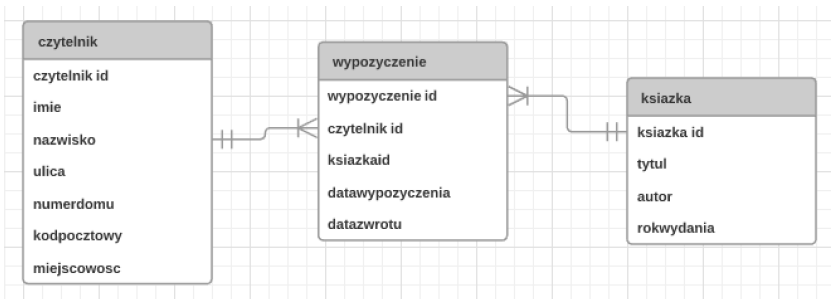 czytelnik
czytelnik id
imie
nazwisko
ulica
numerdomu
kodpocztowy
miejscowosc
wypozyczenie
wypozyczenie id
czytelnik id
ksiazkaid
datawypozyczenia
datazwrotu
ksiazka
ksiazka id
tytul
autor
rokwydania